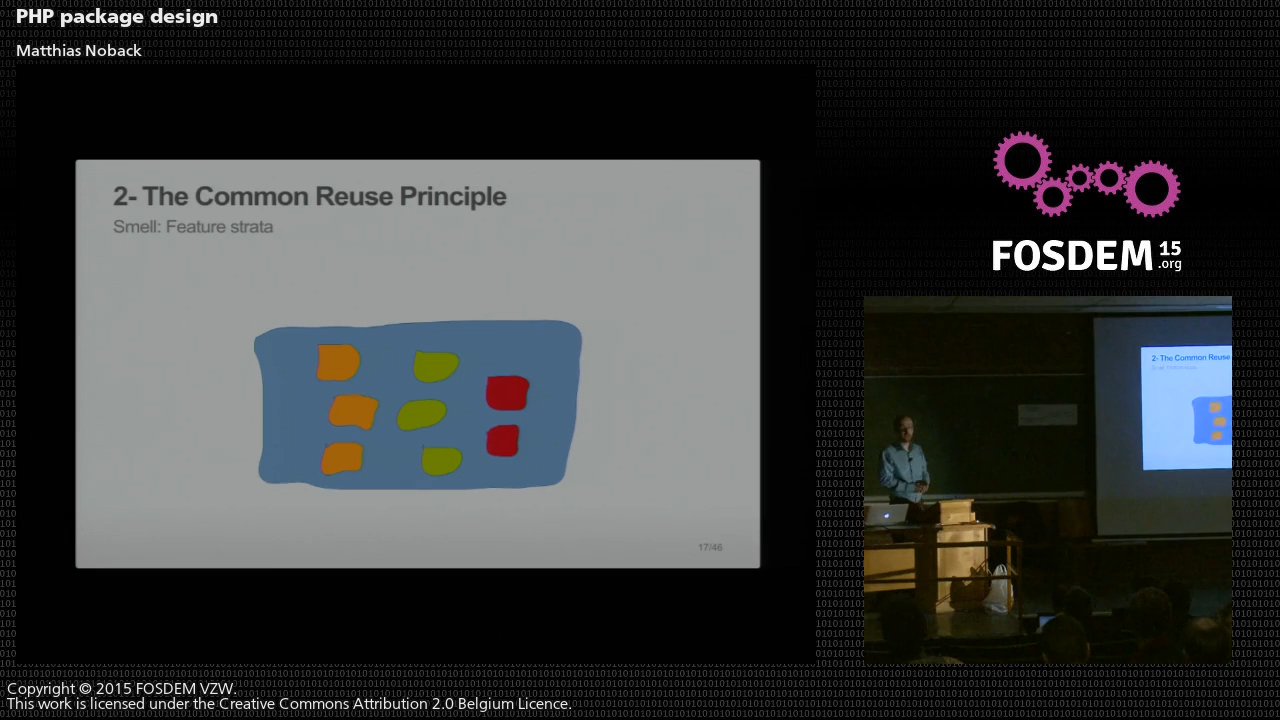 PHP package design
Matthias Noback
2- The Common Reuse Principle
Smell: Feature strata
17/46
FOSDEM 15
.org
2- The Common Reuse
Copyright © 2015 FOSDEM VZW.
This work is licensed under the Creative Commons Attribution 2.0 Belgium Licence.